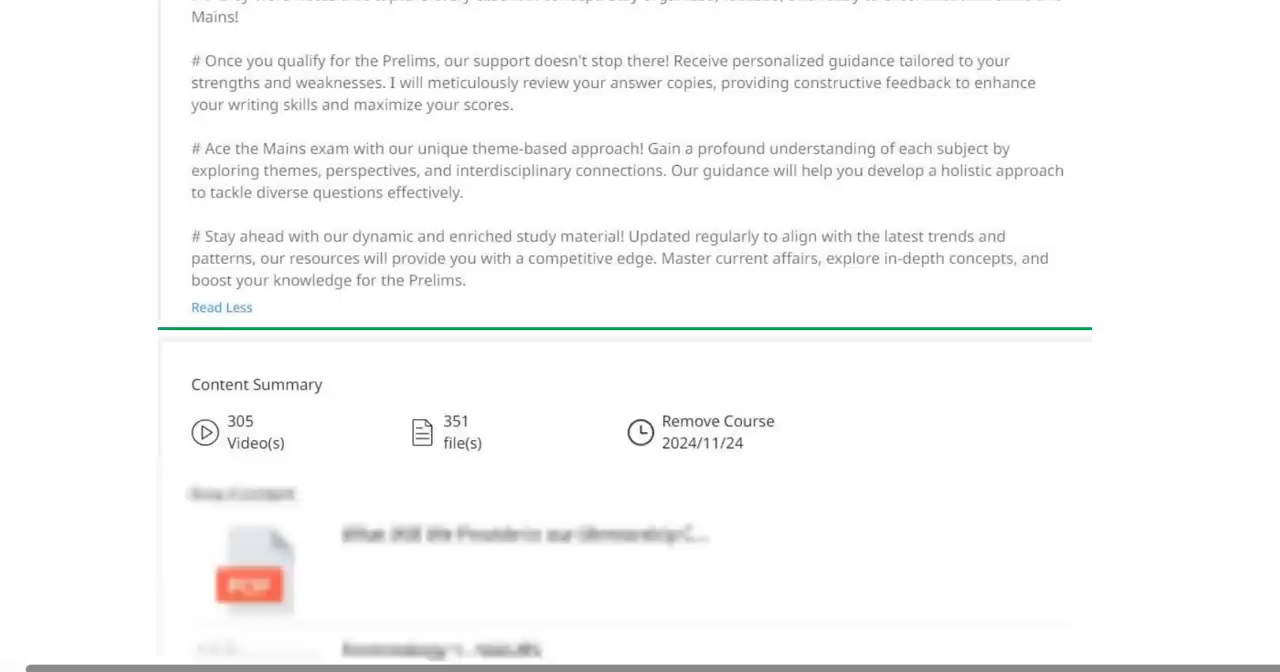 Mains!
# Once you qualify for the Prelims, our support doesn't stop there! Receive personalized guidance tailored to your
strengths and weaknesses. I will meticulously review your answer copies, providing constructive feedback to enhance
your writing skills and maximize your scores.
# Ace the Mains exam with our unique theme-based approach! Gain a profound understanding of each subject by
exploring themes, perspectives, and interdisciplinary connections. Our guidance will help you develop a holistic approach
to tackle diverse questions effectively.
# Stay ahead with our dynamic and enriched study material! Updated regularly to align with the latest trends and
patterns, our resources will provide you with a competitive edge. Master current affairs, explore in-depth concepts, and
boost your knowledge for the Prelims.
Read Less
Content Summary
305
Video(s)
351
file(s)
Remove Course
2024/11/24
PDF